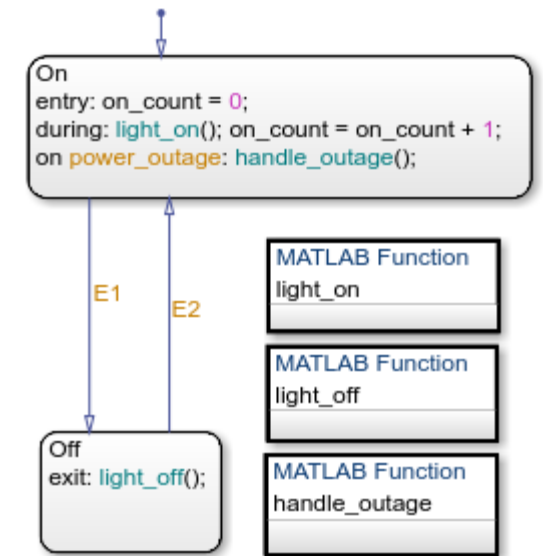 On
entry: on_count = 0;
during: light_on(); on_count = on_count + 1;
on power_outage: handle_outage();
E1
E2
MATLAB Function
light_on
MATLAB Function
light_off
Off
exit: light_off();
MATLAB Function
handle_outage